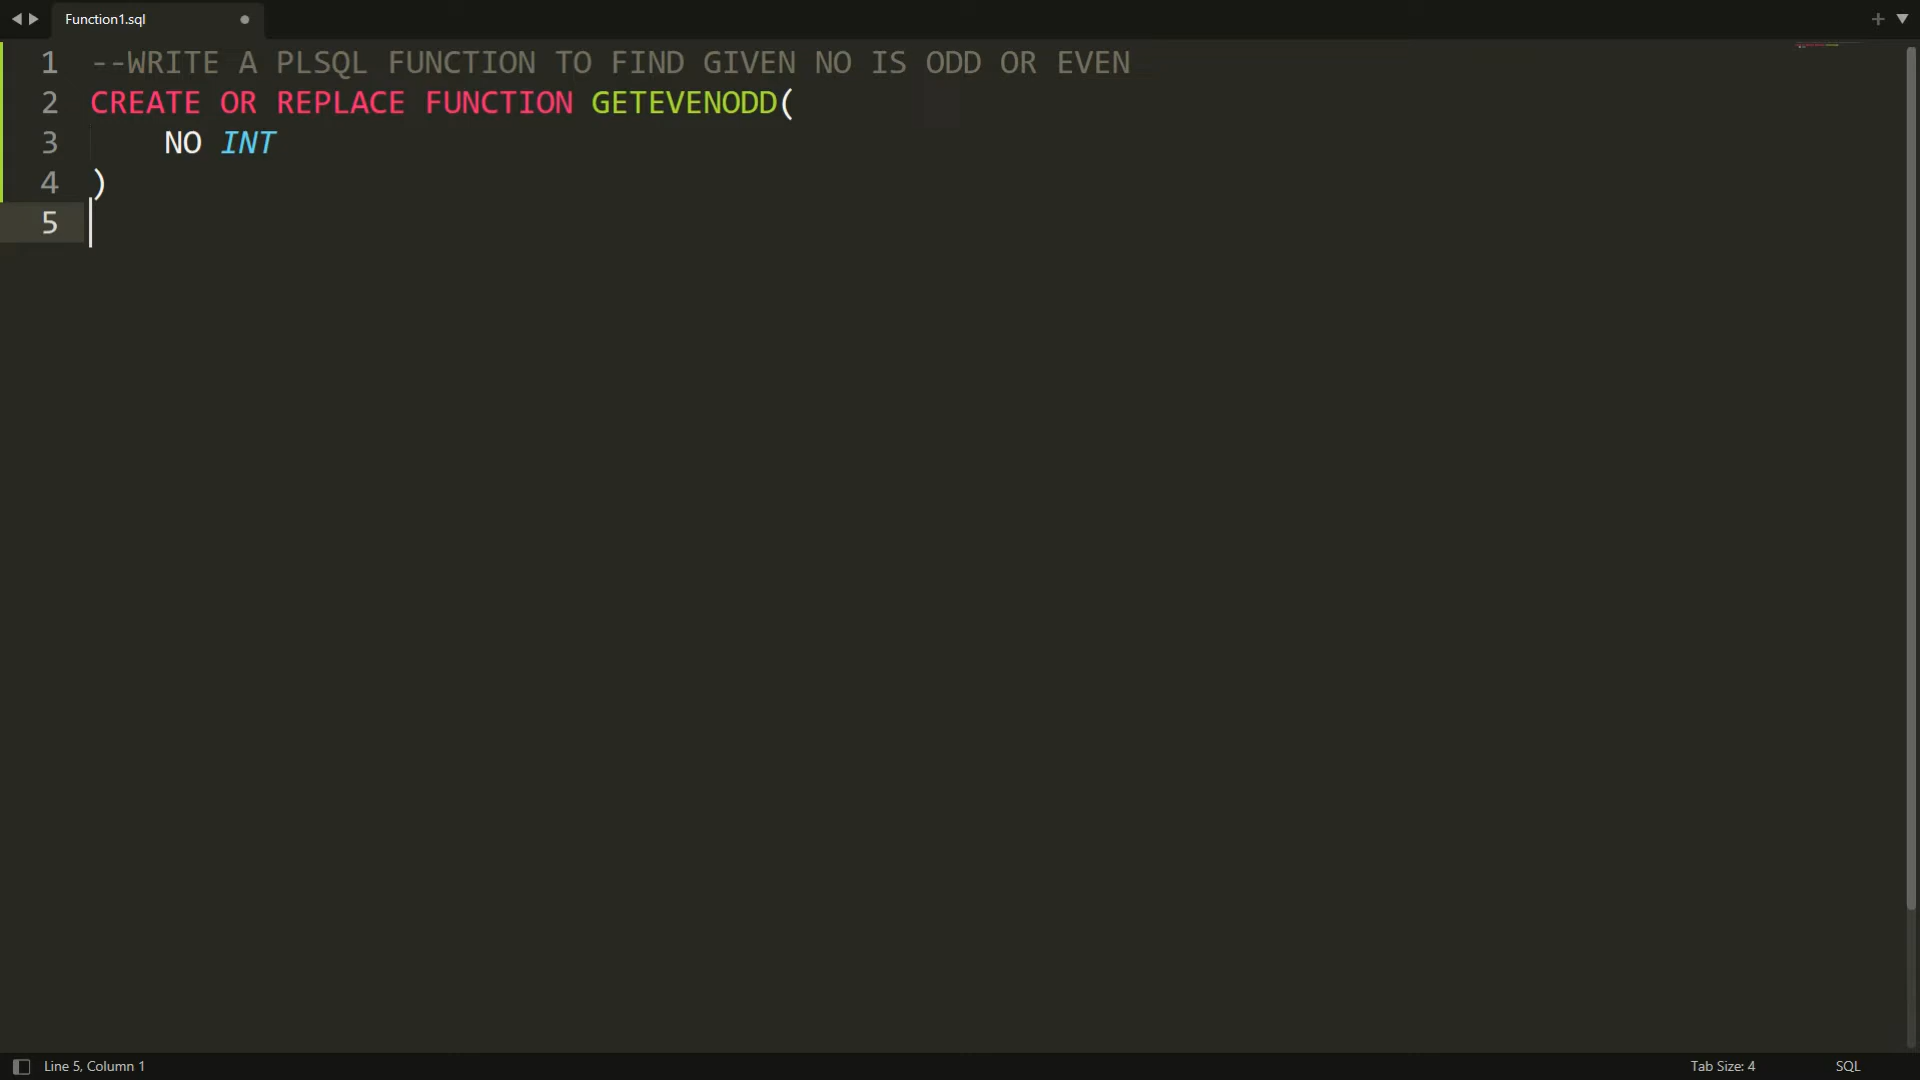 Function1.sql
1 --WRITE A PLSQL FUNCTION TO FIND GIVEN NO IS ODD OR EVEN
2 CREATE OR REPLACE FUNCTION GETEVENODD(
3 NO INT
4 )
5
Line 5, Column 1
Tab Size: 4
SQL